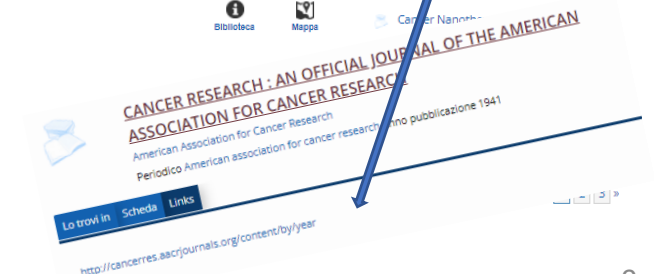 Biblioteca Mappa
Cancer
CANCER RESEARCH : AN OFFICIAL JOURNAL OF THE AMERICAN
ASSOCIATION FOR CANCER RESEARCH
American Association for Cancer Research
Periodico American association for cancer research pubblicazione 1941
Lo trovi in Scheda Links
2 3 »
http://cancerres.aacrjournals.org/content/by/year